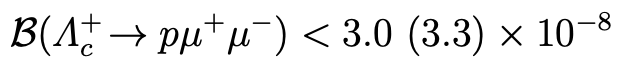 ℬ(Λ_c^+ → pμ^+μ^−) < 3.0 (3.3) × 10^{−8}